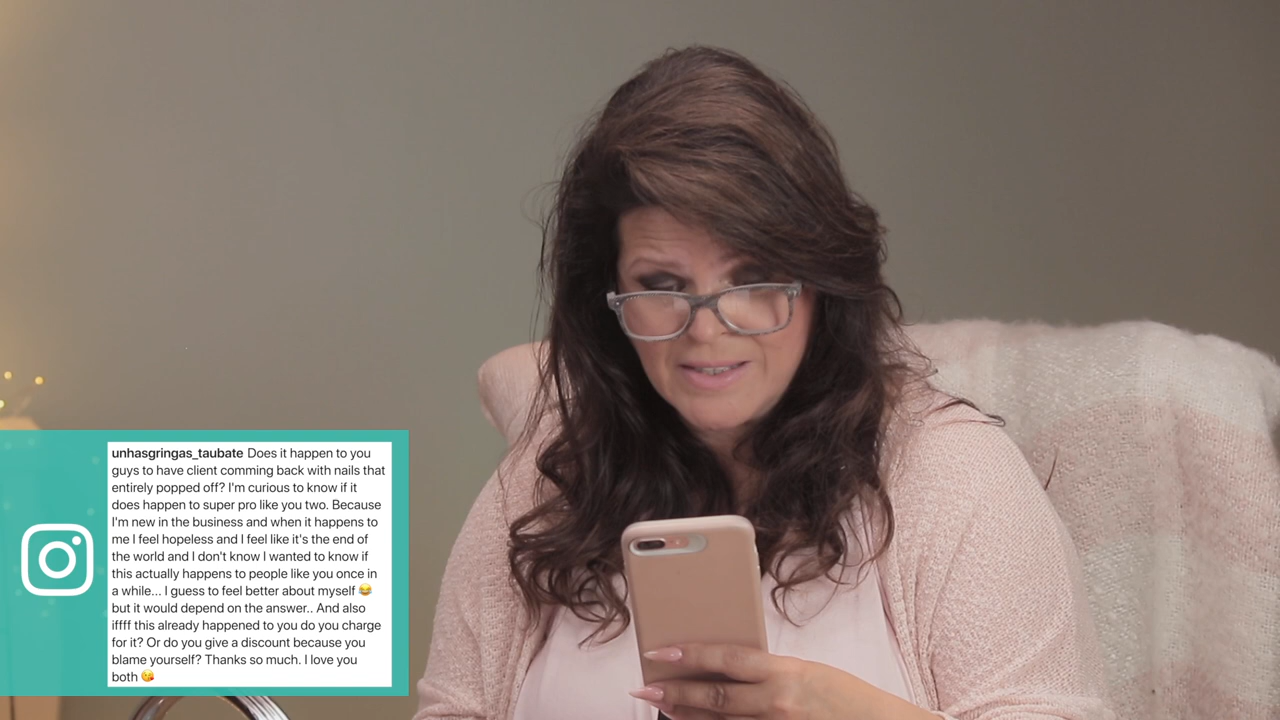 unhasgringas_taubate Does it happen to you
guys to have client comming back with nails that
entirely popped off? I'm curious to know if it
does happen to super pro like you two. Because
I'm new in the business and when it happens to
me I feel hopeless and I feel like it's the end of
the world and I don't know I wanted to know if
this actually happens to people like you once in
a while... I guess to feel better about myself 😂
but it would depend on the answer.. And also
iffff this already happened to you do you charge
for it? Or do you give a discount because you
blame yourself? Thanks so much. I love you
both 😘